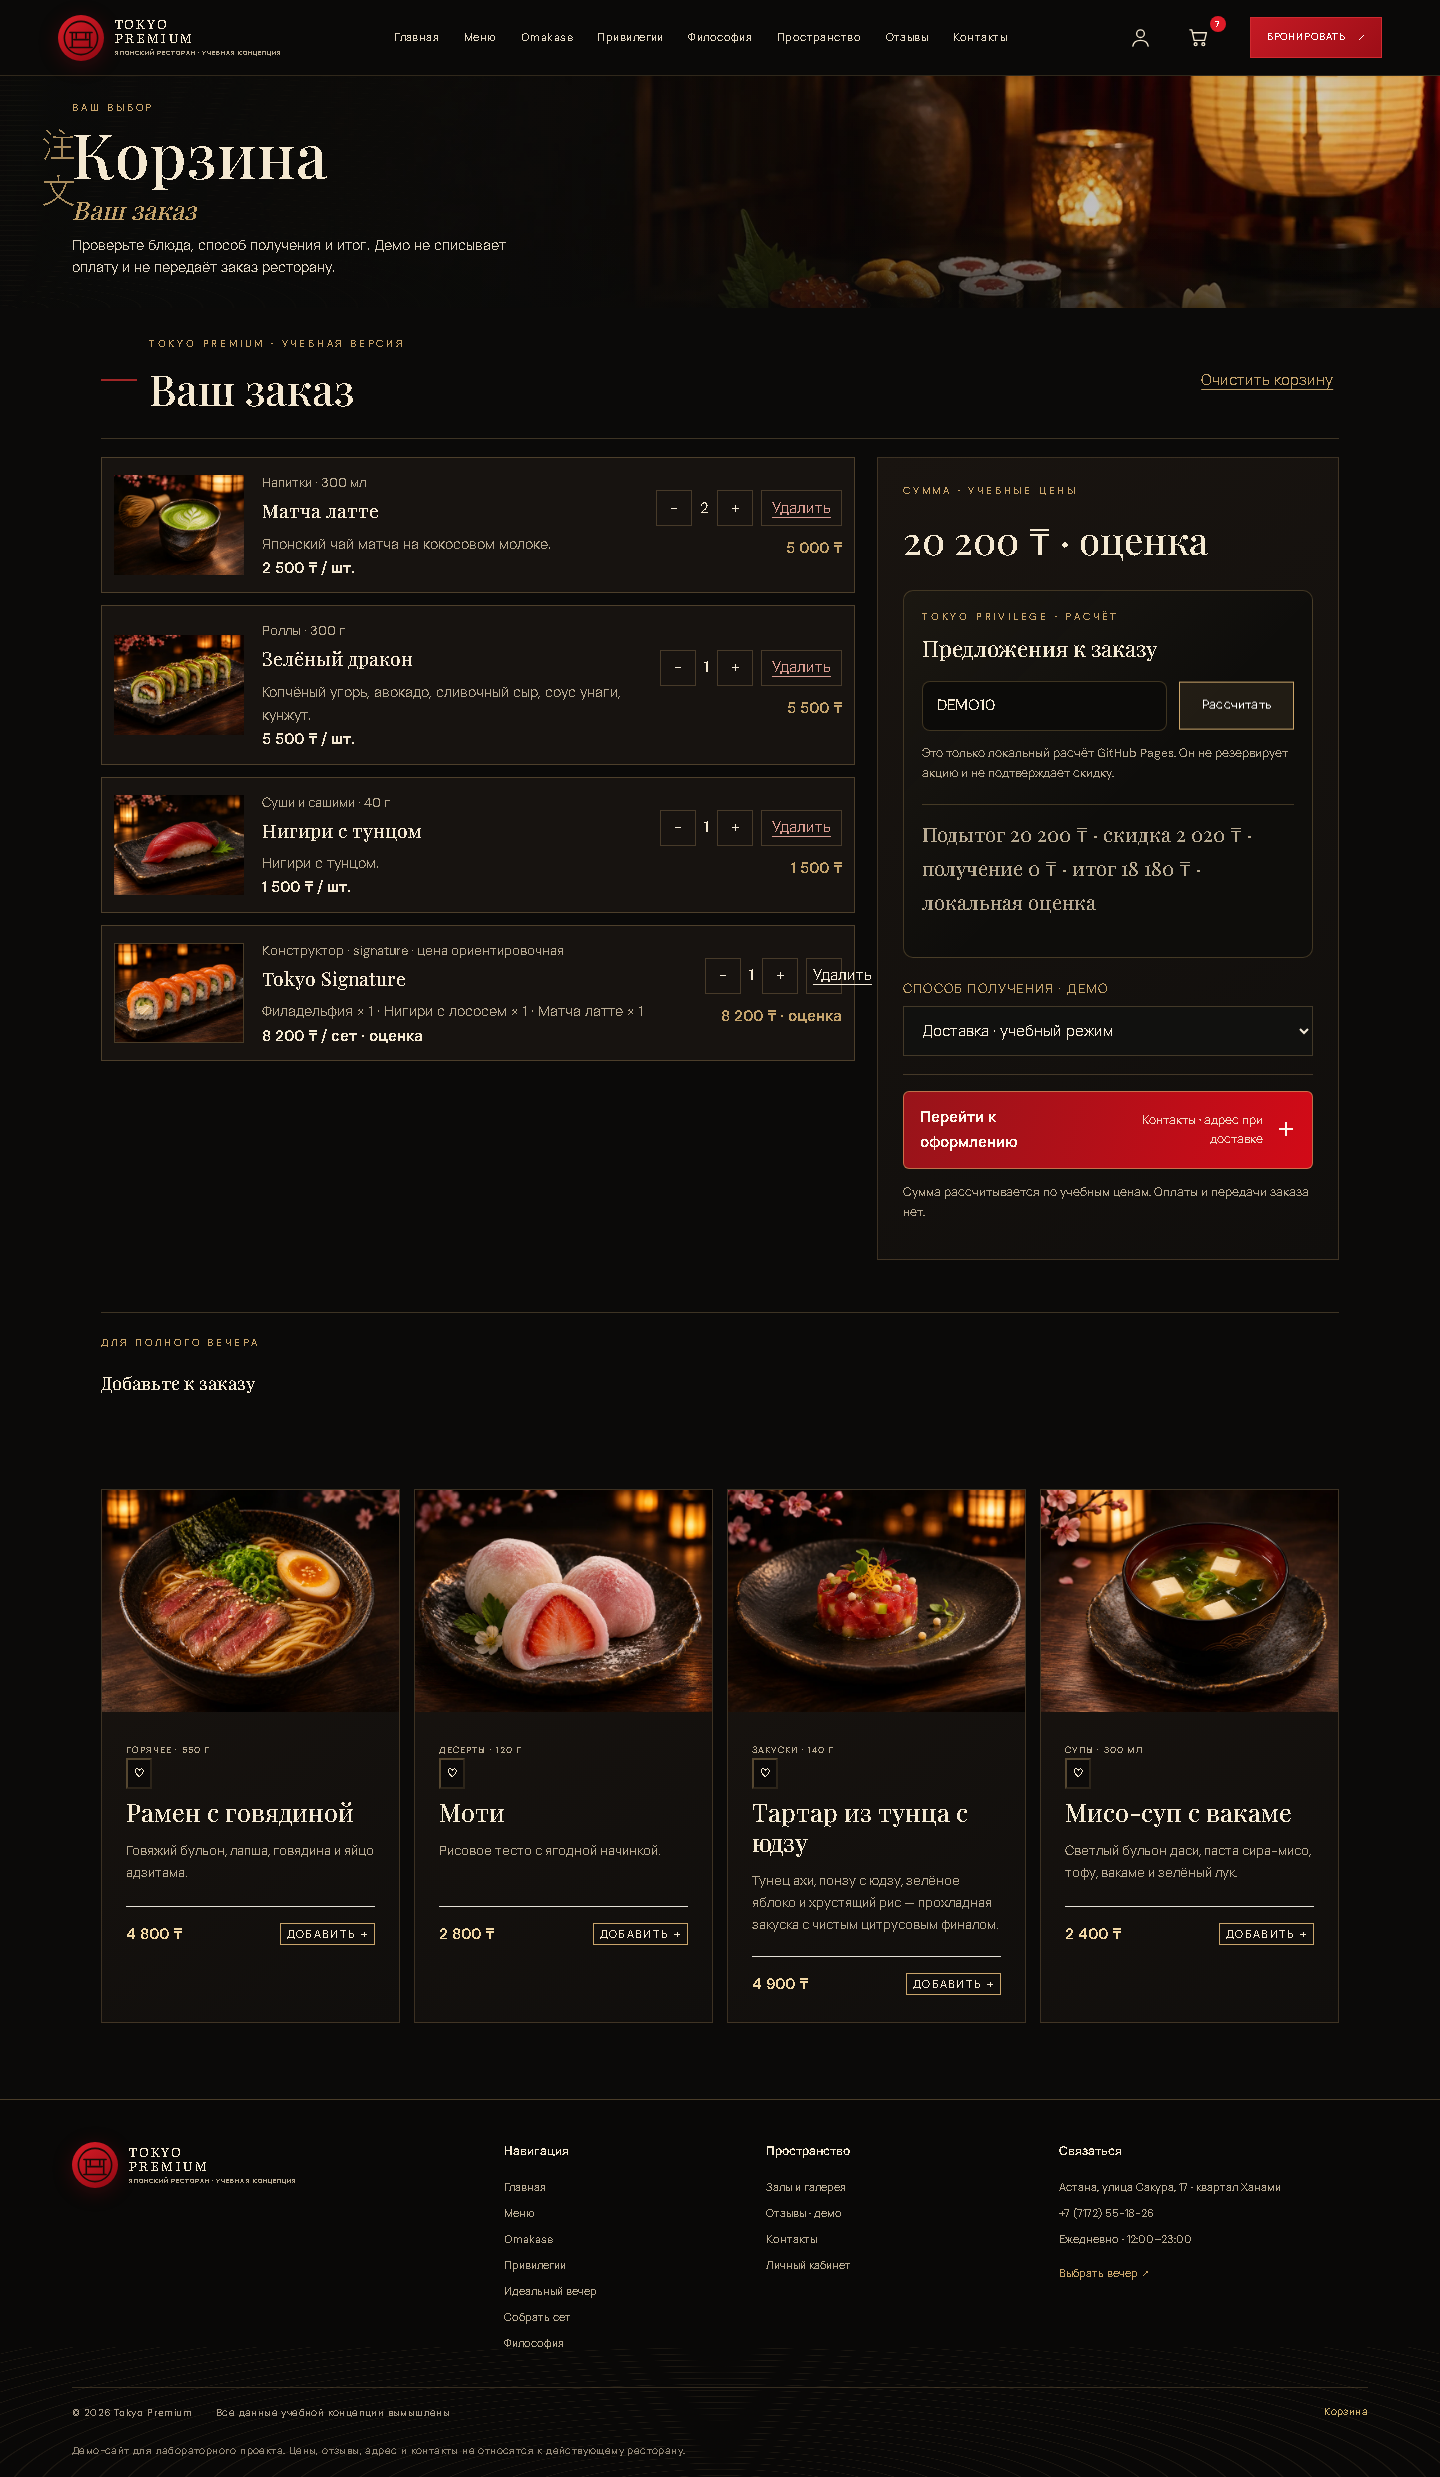 TOKYO
PREMIUM
ЯПОНСКИЙ РЕСТОРАН · УЧЕБНАЯ КОНЦЕПЦИЯ
Главная Меню Omakase Привилегии Философия Пространство Отзывы Контакты
7
БРОНИРОВАТЬ ↗
ВАШ ВЫБОР
注文
Корзина
Ваш заказ
Проверьте блюда, способ получения и итог. Демо не списывает
оплату и не передаёт заказ ресторану.
TOKYO PREMIUM · УЧЕБНАЯ ВЕРСИЯ
Ваш заказ
Очистить корзину
Напитки · 300 мл
Матча латте
Японский чай матча на кокосовом молоке.
2 500 ₸ / шт.
− 2 + Удалить
5 000 ₸
Роллы · 300 г
Зелёный дракон
Копчёный угорь, авокадо, сливочный сыр, соус унаги,
кунжут.
5 500 ₸ / шт.
− 1 + Удалить
5 500 ₸
Суши и сашими · 40 г
Нигири с тунцом
Нигири с тунцом.
1 500 ₸ / шт.
− 1 + Удалить
1 500 ₸
Конструктор · signature · цена ориентировочная
Tokyo Signature
Филадельфия × 1 · Нигири с лососем × 1 · Матча латте × 1
8 200 ₸ / сет · оценка
− 1 + Удалить
8 200 ₸ · оценка
СУММА · УЧЕБНЫЕ ЦЕНЫ
20 200 ₸ · оценка
TOKYO PRIVILEGE · РАСЧЁТ
Предложения к заказу
DEMO10
Рассчитать
Это только локальный расчёт GitHub Pages. Он не резервирует
акцию и не подтверждает скидку.
Подытог 20 200 ₸ · скидка 2 020 ₸ ·
получение 0 ₸ · итог 18 180 ₸ ·
локальная оценка
СПОСОБ ПОЛУЧЕНИЯ · ДЕМО
Доставка · учебный режим
Перейти к
оформлению
Контакты · адрес при
доставке
+
Сумма рассчитывается по учебным ценам. Оплаты и передачи заказа
нет.
ДЛЯ ПОЛНОГО ВЕЧЕРА
Добавьте к заказу
ГОРЯЧЕЕ · 550 Г
♡
Рамен с говядиной
Говяжий бульон, лапша, говядина и яйцо
адзитама.
4 800 ₸
ДОБАВИТЬ +
ДЕСЕРТЫ · 120 Г
♡
Моти
Рисовое тесто с ягодной начинкой.
2 800 ₸
ДОБАВИТЬ +
ЗАКУСКИ · 140 Г
♡
Тартар из тунца с
юдзу
Тунец ахи, понзу с юдзу, зелёное
яблоко и хрустящий рис — прохладная
закуска с чистым цитрусовым финалом.
4 900 ₸
ДОБАВИТЬ +
СУПЫ · 300 МЛ
♡
Мисо-суп с вакаме
Светлый бульон даси, паста сиро-мисо,
тофу, вакаме и зелёный лук.
2 400 ₸
ДОБАВИТЬ +
TOKYO
PREMIUM
ЯПОНСКИЙ РЕСТОРАН · УЧЕБНАЯ КОНЦЕПЦИЯ
Навигация
Главная
Меню
Omakase
Привилегии
Идеальный вечер
Собрать сет
Философия
Пространство
Залы и галерея
Отзывы · демо
Контакты
Личный кабинет
Связаться
Астана, улица Сакура, 17 · квартал Ханами
+7 (7172) 55-18-26
Ежедневно · 12:00–23:00
Выбрать вечер ↗
© 2026 Tokyo Premium
Все данные учебной концепции вымышлены
Корзина
Демо-сайт для лабораторного проекта. Цены, отзывы, адрес и контакты не относятся к действующему ресторану.